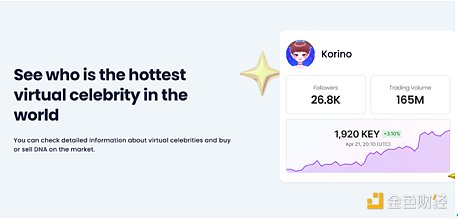 See who is the hottest
virtual celebrity in the
world
You can check detailed information about virtual celebrities and buy
or sell DNA on the market.
Korino
Followers
26.8K
Trading Volume
165M
1,920 KEY +3.10%
Apr 21, 20:10 (UTC)
金色财经